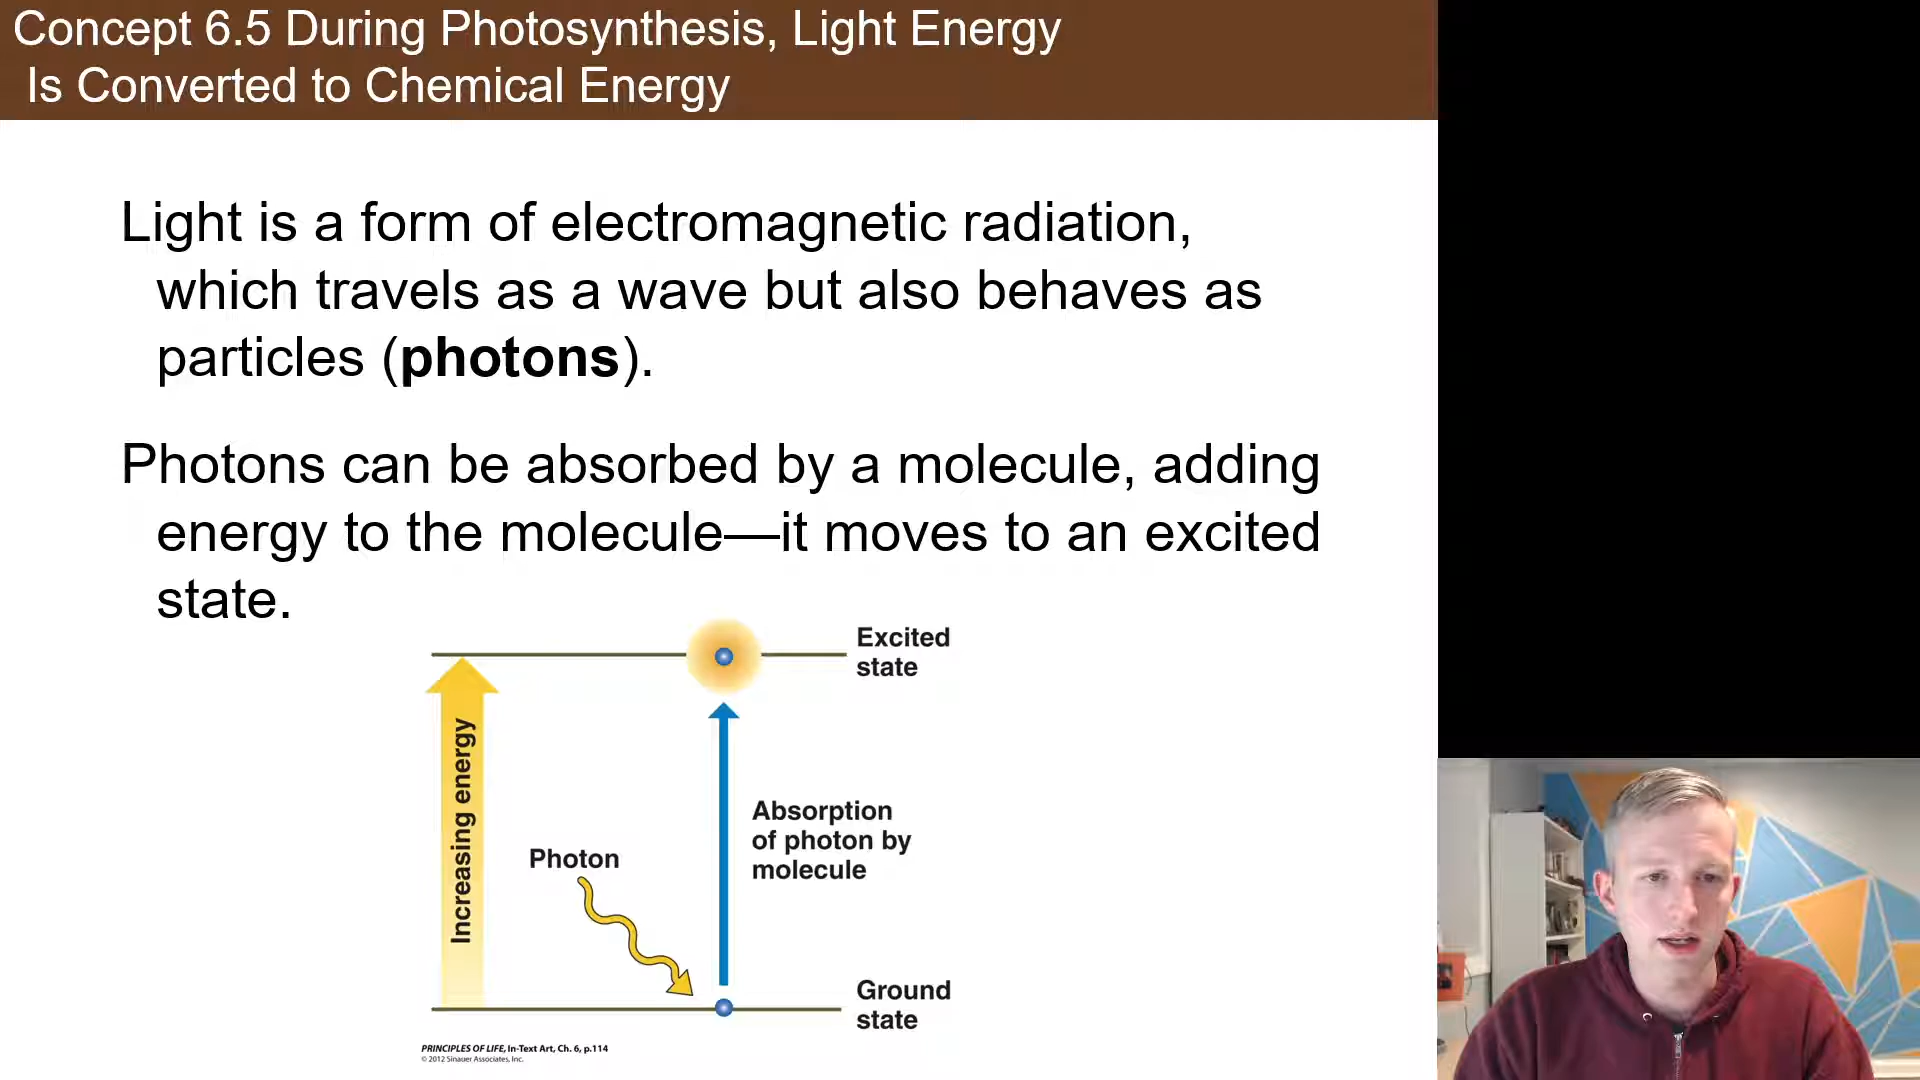 Concept 6.5 During Photosynthesis, Light Energy
Is Converted to Chemical Energy
Light is a form of electromagnetic radiation,
which travels as a wave but also behaves as
particles (photons).
Photons can be absorbed by a molecule, adding
energy to the molecule—it moves to an excited
state.
Excited
state
Increasing energy
Photon
Absorption
of photon by
molecule
Ground
state
PRINCIPLES OF LIFE, In-Text Art, Ch. 6, p.114
© 2012 Sinauer Associates, Inc.